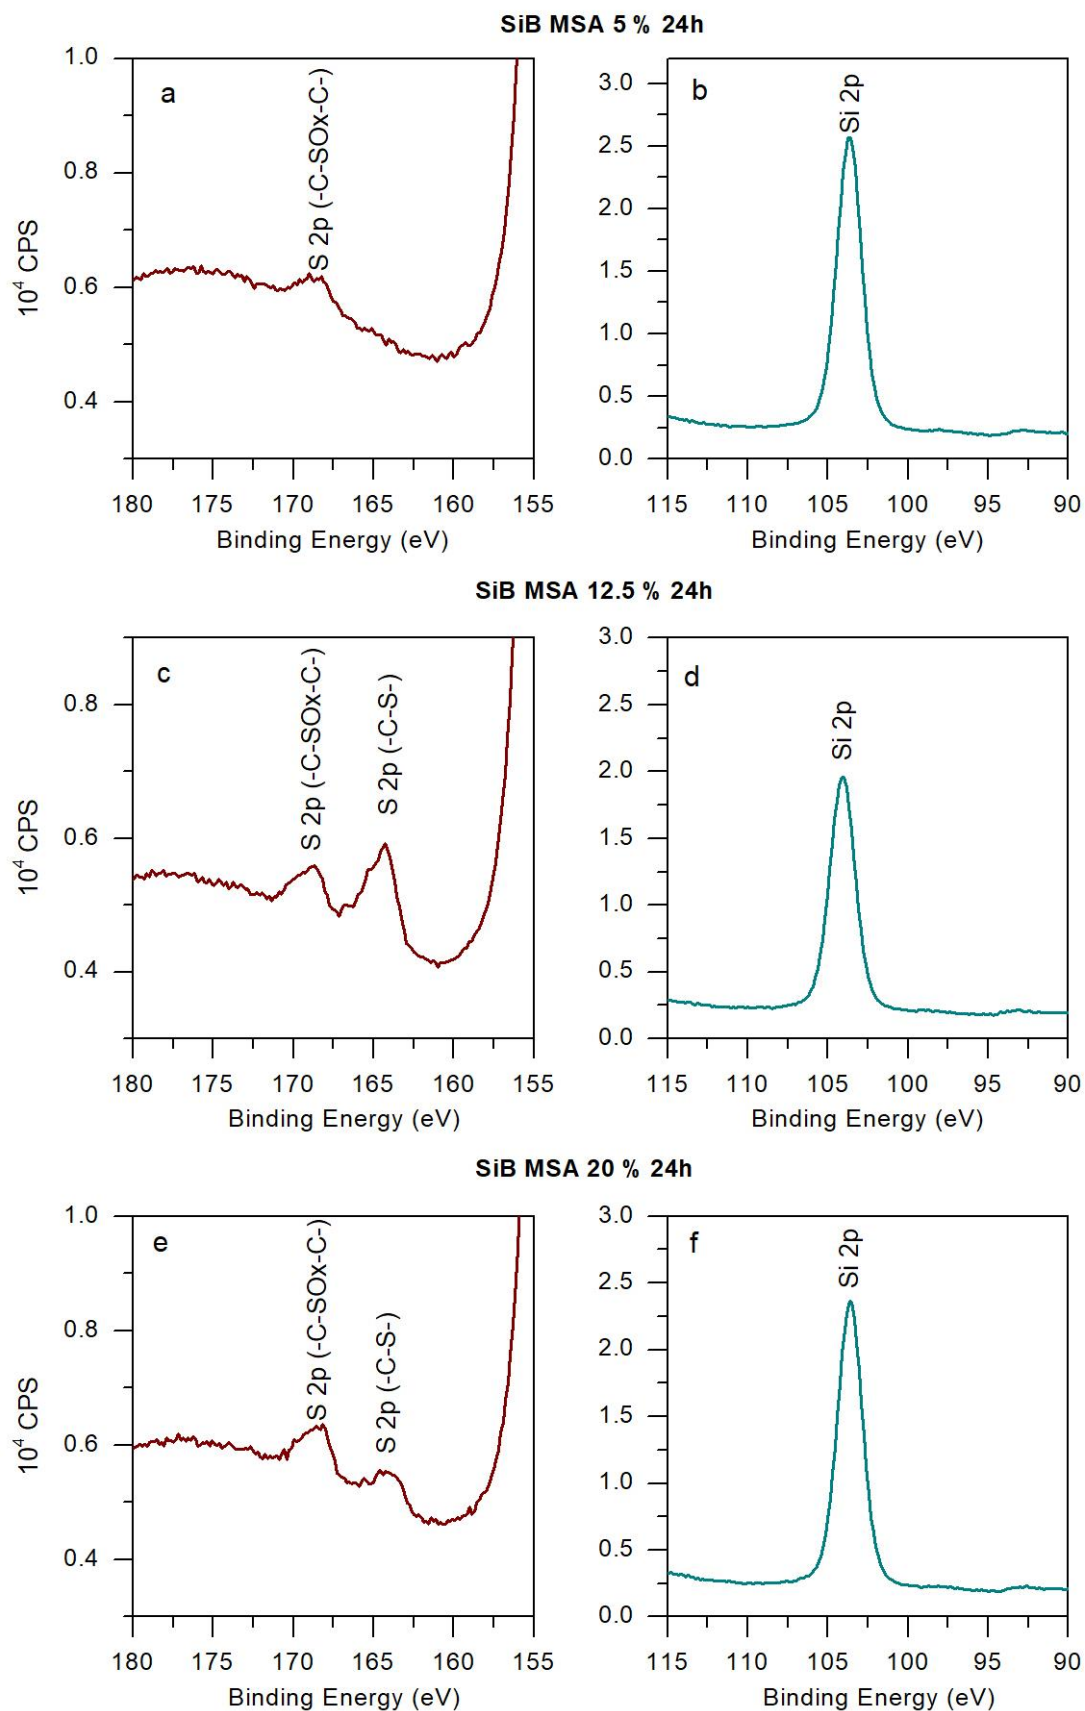 SiB MSA 5 % 24h
a
S 2p (-C-SOx-C-)
10⁴ CPS
1.0
0.8
0.6
0.4
180 175 170 165 160 155
Binding Energy (eV)
b
Si 2p
3.0
2.5
2.0
1.5
1.0
0.5
0.0
115 110 105 100 95 90
Binding Energy (eV)
SiB MSA 12.5 % 24h
c
S 2p (-C-SOx-C-)
S 2p (-C-S-)
10⁴ CPS
0.8
0.6
0.4
180 175 170 165 160 155
Binding Energy (eV)
d
Si 2p
3.0
2.5
2.0
1.5
1.0
0.5
0.0
115 110 105 100 95 90
Binding Energy (eV)
SiB MSA 20 % 24h
e
S 2p (-C-SOx-C-)
S 2p (-C-S-)
10⁴ CPS
1.0
0.8
0.6
0.4
180 175 170 165 160 155
Binding Energy (eV)
f
Si 2p
3.0
2.5
2.0
1.5
1.0
0.5
0.0
115 110 105 100 95 90
Binding Energy (eV)